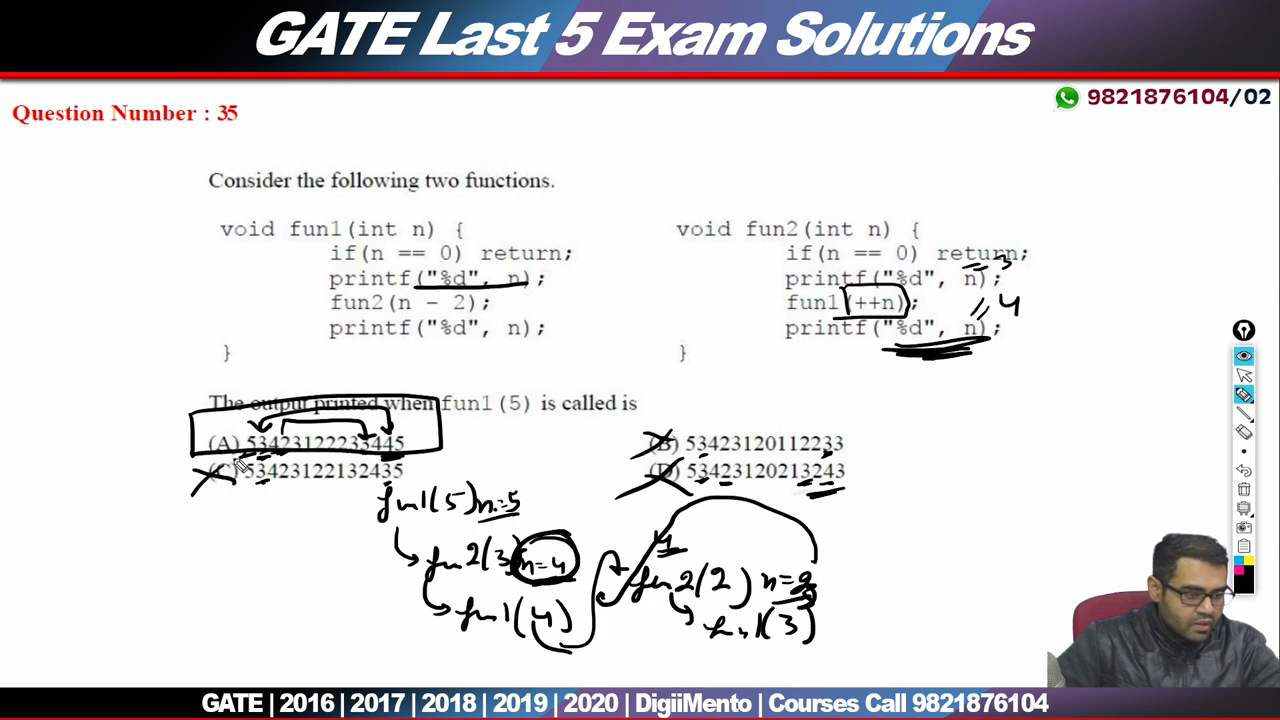 GATE Last 5 Exam Solutions
9821876104/02
Question Number : 35
Consider the following two functions.
void fun1(int n) {
if(n == 0) return;
printf("%d", n);
fun2(n - 2);
printf("%d", n);
}
void fun2(int n) {
if(n == 0) return;
printf("%d", n);
fun1(++n);
printf("%d", n);
}
= 3
= 4
The output printed when fun1(5) is called is
(A) 53423122233445
(B) 53423120112233
(C) 53423122132435
(D) 53423120213243
fun1(5) n=5
fun2(3) n=4
fun1(4)
fun2(2) n=
fun1(3)
GATE | 2016 | 2017 | 2018 | 2019 | 2020 | DigiiMento | Courses Call 9821876104